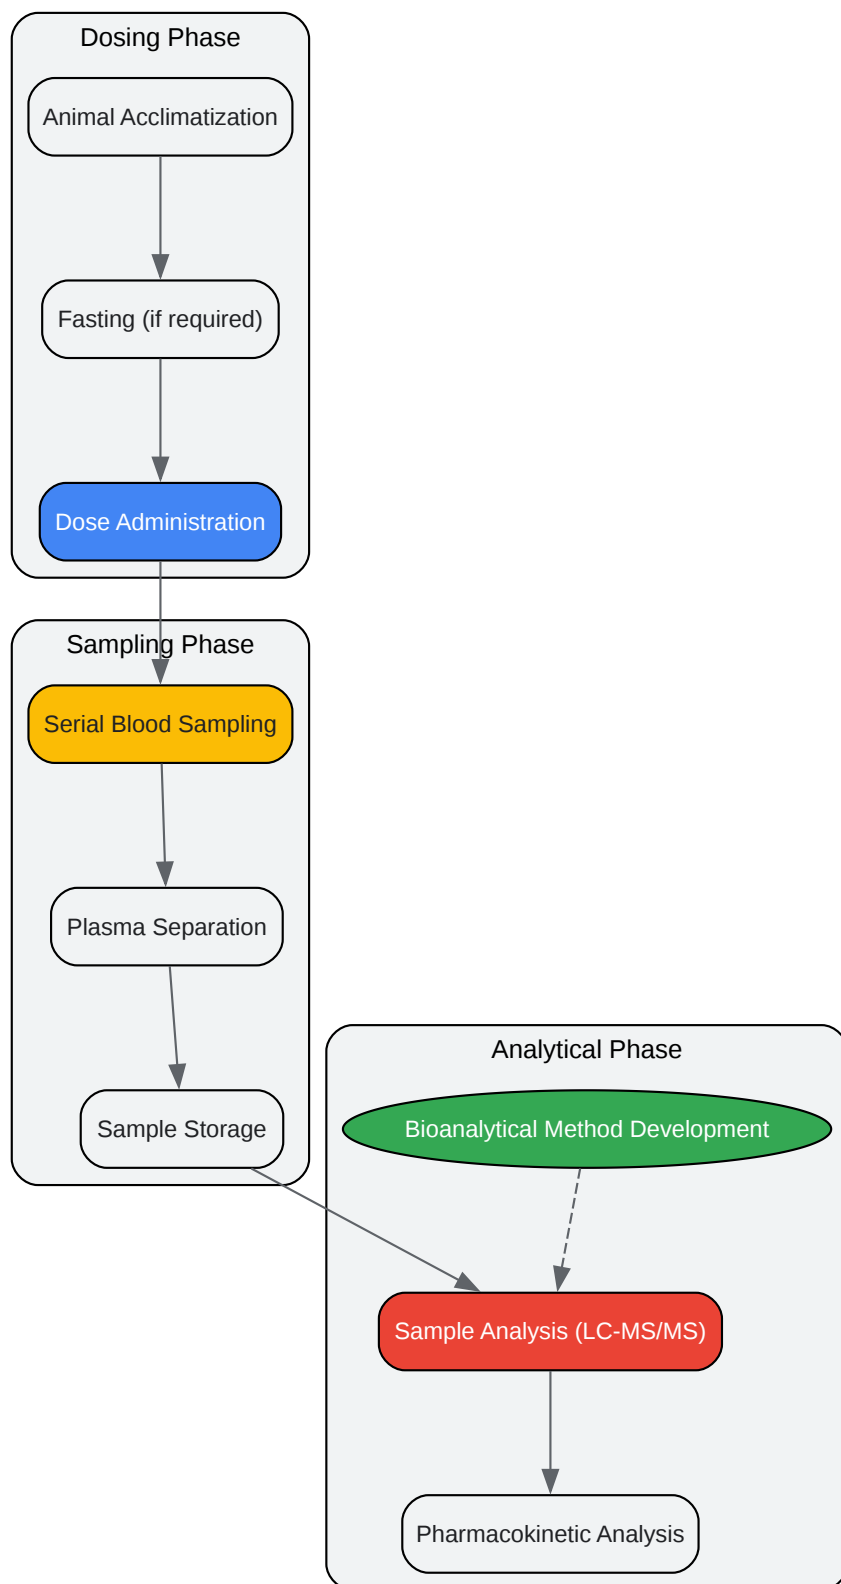 Dosing Phase
Animal Acclimatization
Fasting (if required)
Dose Administration
Sampling Phase
Serial Blood Sampling
Plasma Separation
Sample Storage
Analytical Phase
Bioanalytical Method Development
Sample Analysis (LC-MS/MS)
Pharmacokinetic Analysis